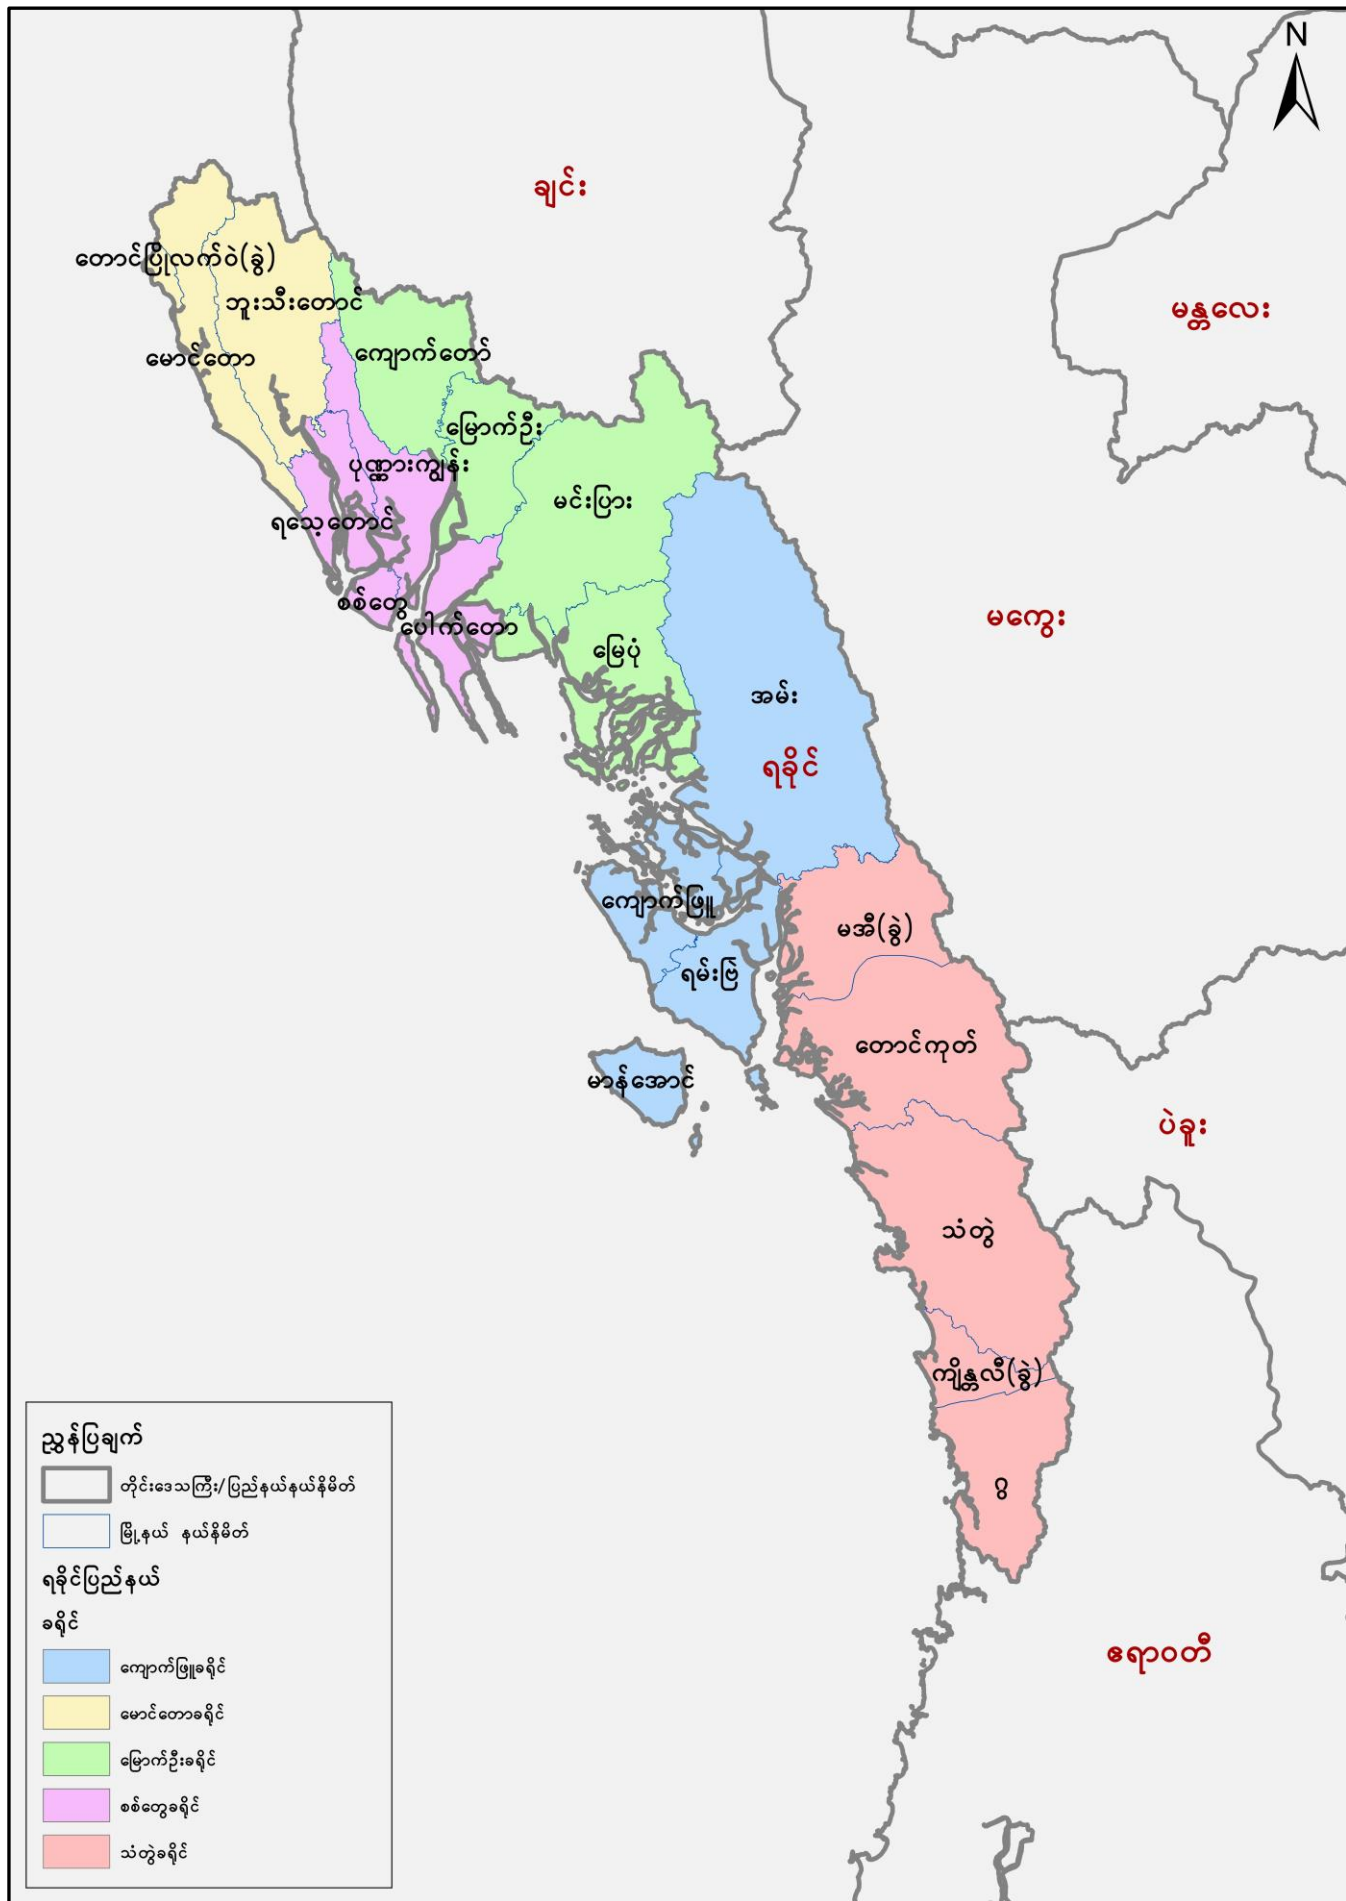 N
ချင်း
တောင်ပြိုလက်ဝဲ(ခွဲ)
ဘူးသီးတောင်
မန္တလေး
မောင်တော
ကျောက်တော်
မြောက်ဦး
ပုဏ္ဏားကျွန်း
မင်းပြား
ရသေ့တောင်
စစ်တွေ
ပေါက်တော
မကွေး
မြေပုံ
အမ်း
ရခိုင်
ကျောက်ဖြူ
မအီ(ခွဲ)
ရမ်းဗြဲ
တောင်ကုတ်
မာန်အောင်
ပဲခူး
သံတွဲ
ကျိန္တလီ(ခွဲ)
ဂွ
ဧရာဝတီ
ညွှန်ပြချက်
တိုင်းဒေသကြီး/ပြည်နယ်နယ်နိမိတ်
မြို့နယ် နယ်နိမိတ်
ရခိုင်ပြည်နယ်
ခရိုင်
ကျောက်ဖြူခရိုင်
မောင်တောခရိုင်
မြောက်ဦးခရိုင်
စစ်တွေခရိုင်
သံတွဲခရိုင်